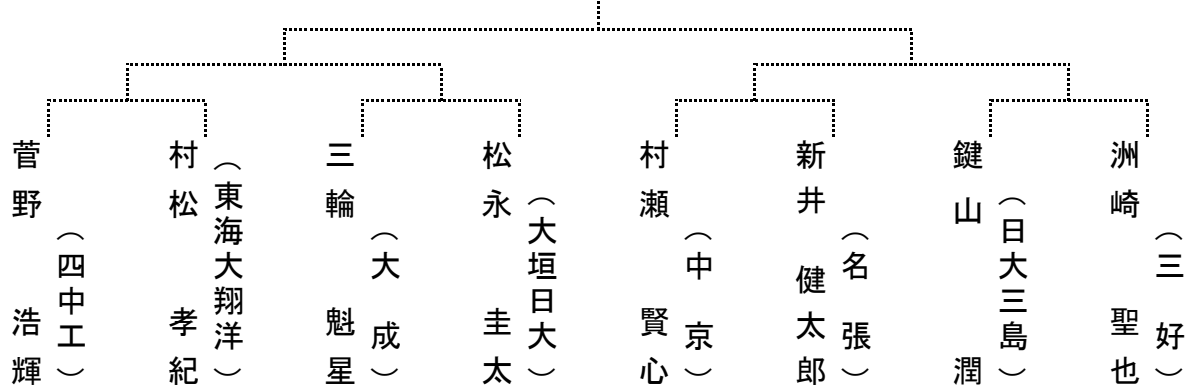 菅野 浩輝
（四中工）
村松 孝紀
（東海大翔洋）
三輪 魁星
（大成）
松永 圭太
（大垣日大）
村瀬 賢心
（中京）
新井 健太郎
（名張）
鍵山 潤
（日大三島）
洲崎 聖也
（三好）